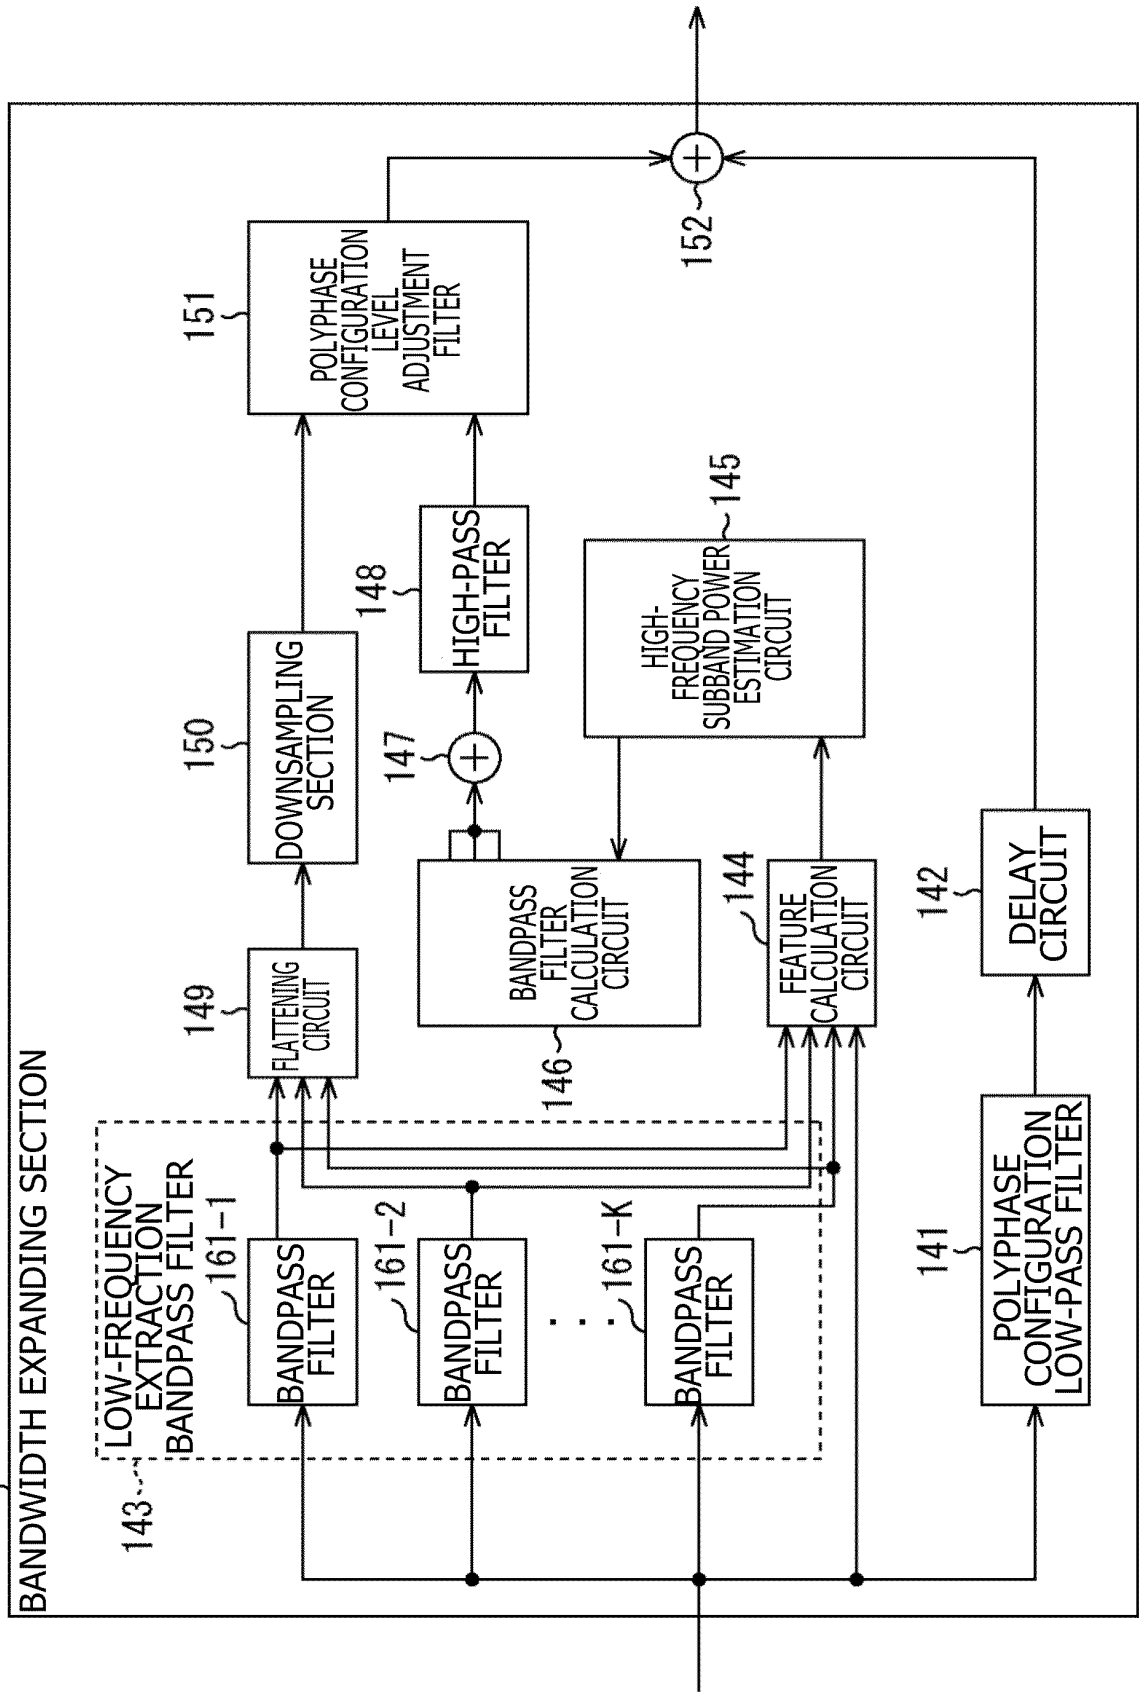 BANDWIDTH EXPANDING SECTION
143
LOW-FREQUENCY
EXTRACTION
BANDPASS FILTER
161-1
BANDPASS
FILTER
161-2
BANDPASS
FILTER
. . .
161-K
BANDPASS
FILTER
149
FLATTENING
CIRCUIT
150
DOWNSAMPLING
SECTION
151
POLYPHASE
CONFIGURATION
LEVEL
ADJUSTMENT
FILTER
146
BANDPASS
FILTER
CALCULATION
CIRCUIT
147
+
148
HIGH-PASS
FILTER
144
FEATURE
CALCULATION
CIRCUIT
145
HIGH-
FREQUENCY
SUBBAND POWER
ESTIMATION
CIRCUIT
141
POLYPHASE
CONFIGURATION
LOW-PASS FILTER
142
DELAY
CIRCUIT
152
+